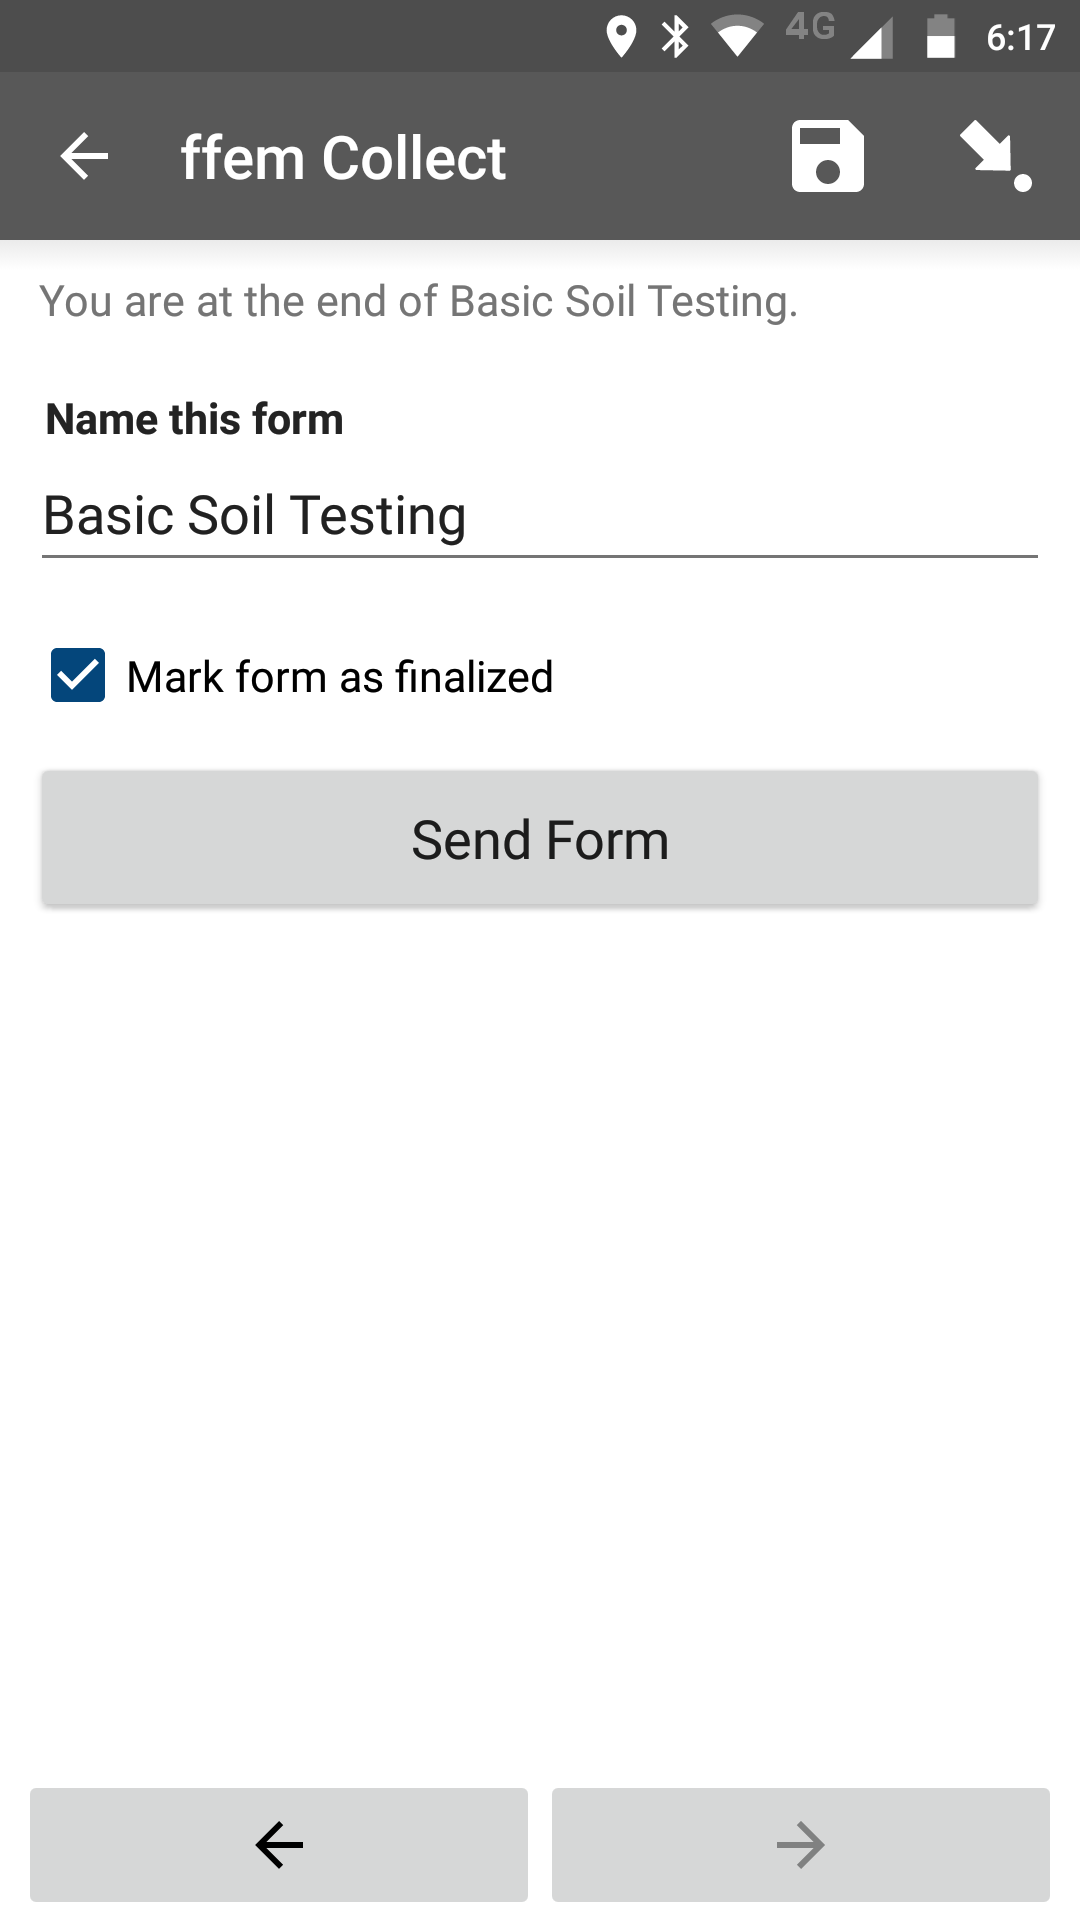 4G 6:17
ffem Collect
You are at the end of Basic Soil Testing.
Name this form
Basic Soil Testing
Mark form as finalized
Send Form